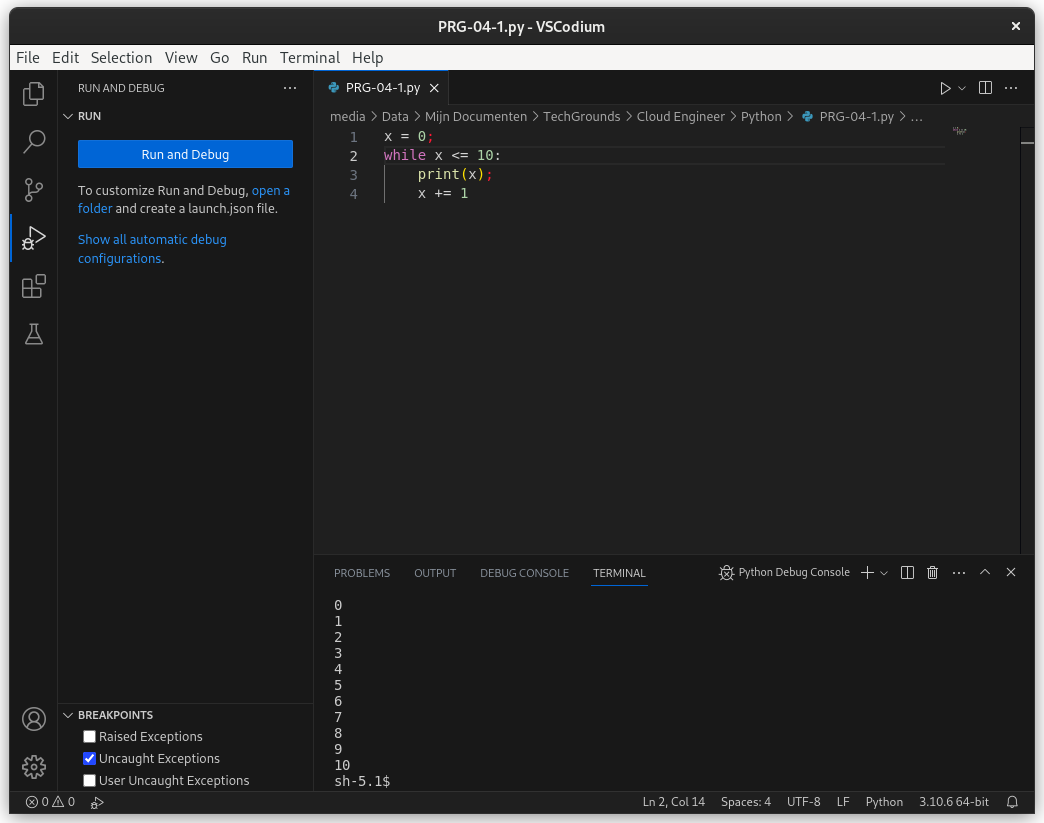 PRG-04-1.py - VSCodium
File Edit Selection View Go Run Terminal Help
RUN AND DEBUG
RUN
Run and Debug
To customize Run and Debug, open a
folder and create a launch.json file.
Show all automatic debug
configurations.
BREAKPOINTS
Raised Exceptions
Uncaught Exceptions
User Uncaught Exceptions
PRG-04-1.py
media > Data > Mijn Documenten > TechGrounds > Cloud Engineer > Python > PRG-04-1.py > ...
1 x = 0;
2 while x <= 10:
3 print(x);
4 x += 1
PROBLEMS OUTPUT DEBUG CONSOLE TERMINAL Python Debug Console
0
1
2
3
4
5
6
7
8
9
10
sh-5.1$
0 0 Ln 2, Col 14 Spaces: 4 UTF-8 LF Python 3.10.6 64-bit